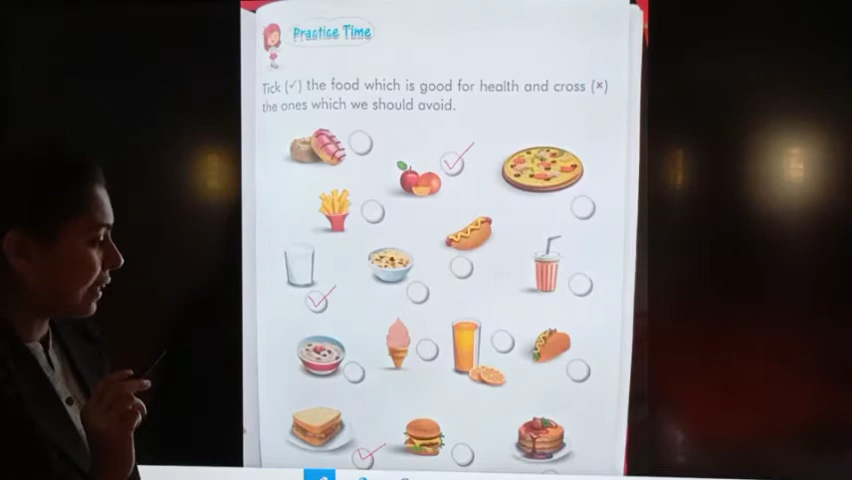 Practice Time
Tick (✓) the food which is good for health and cross (×)
the ones which we should avoid.